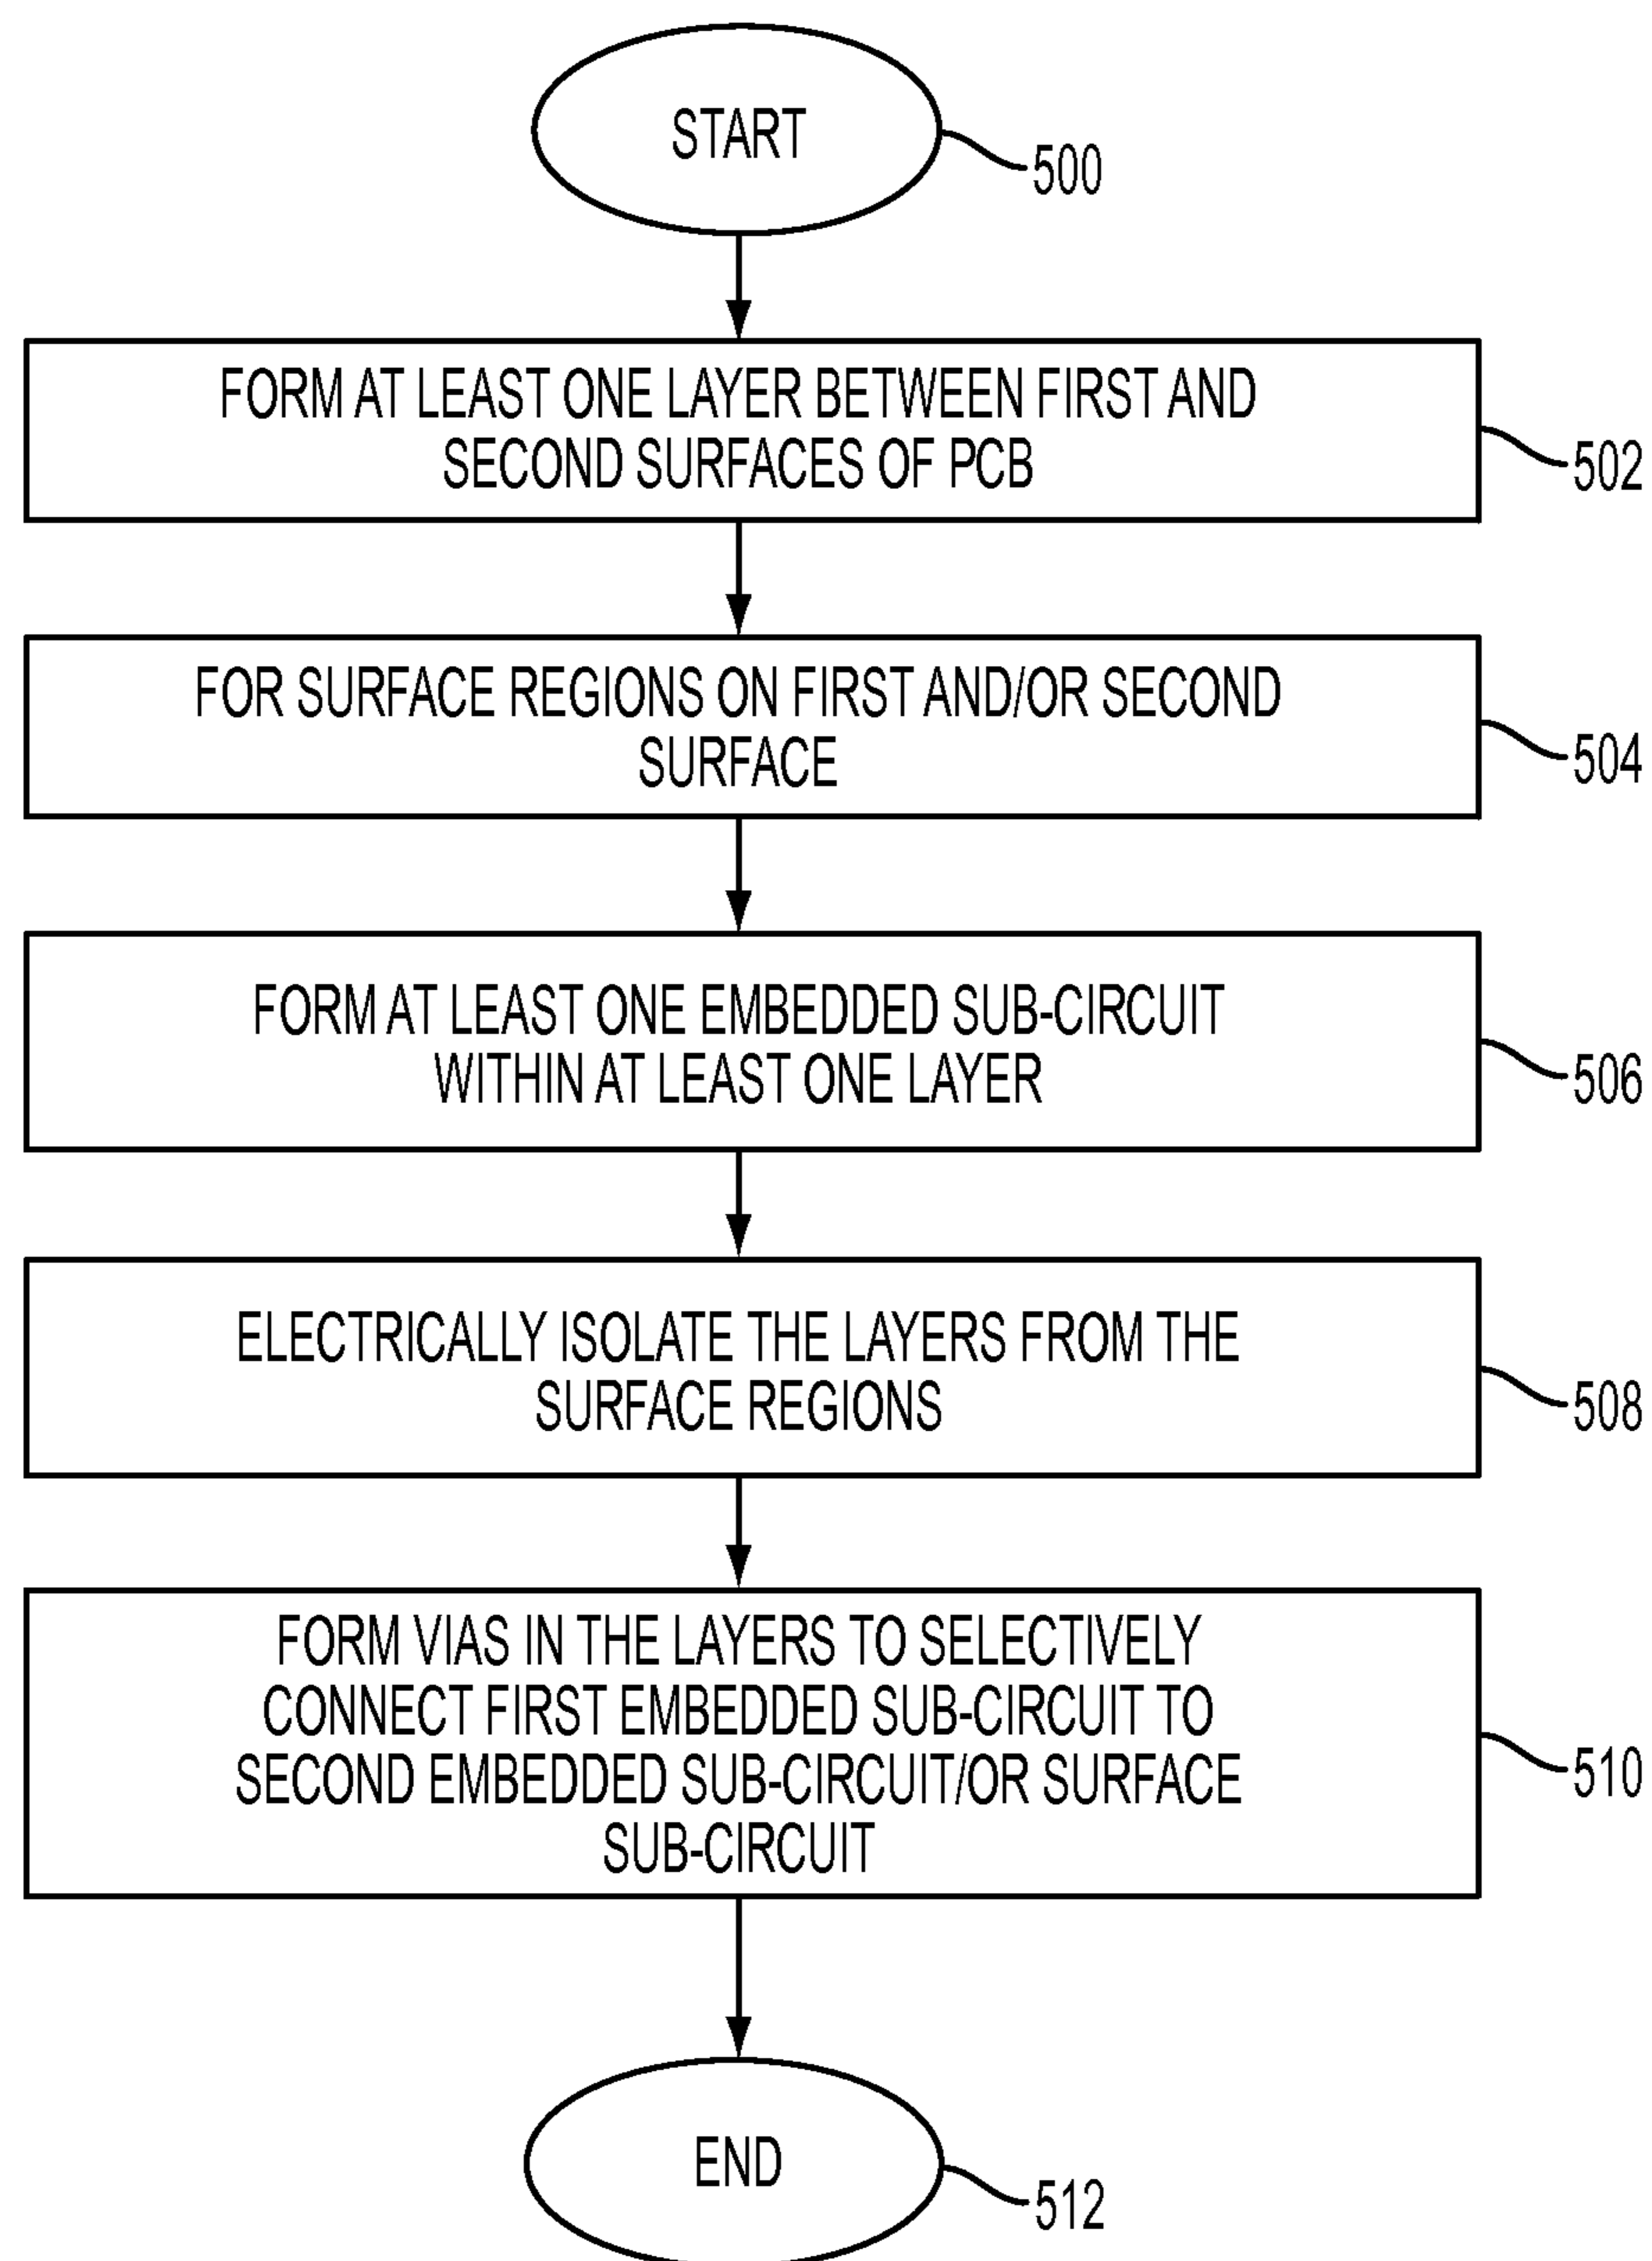 START
500
FORM AT LEAST ONE LAYER BETWEEN FIRST AND
SECOND SURFACES OF PCB
502
FOR SURFACE REGIONS ON FIRST AND/OR SECOND
SURFACE
504
FORM AT LEAST ONE EMBEDDED SUB-CIRCUIT
WITHIN AT LEAST ONE LAYER
506
ELECTRICALLY ISOLATE THE LAYERS FROM THE
SURFACE REGIONS
508
FORM VIAS IN THE LAYERS TO SELECTIVELY
CONNECT FIRST EMBEDDED SUB-CIRCUIT TO
SECOND EMBEDDED SUB-CIRCUIT/OR SURFACE
SUB-CIRCUIT
510
END
512